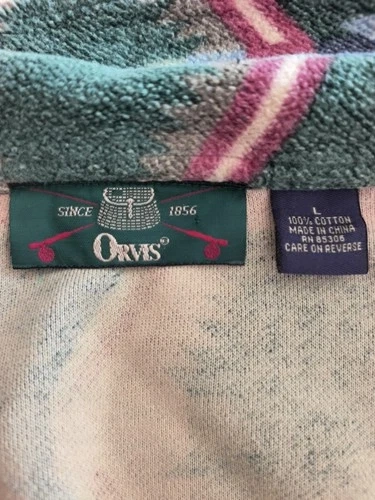 SINCE 1856
ORVIS®
L
100% COTTON
MADE IN CHINA
RN 85306
CARE ON REVERSE